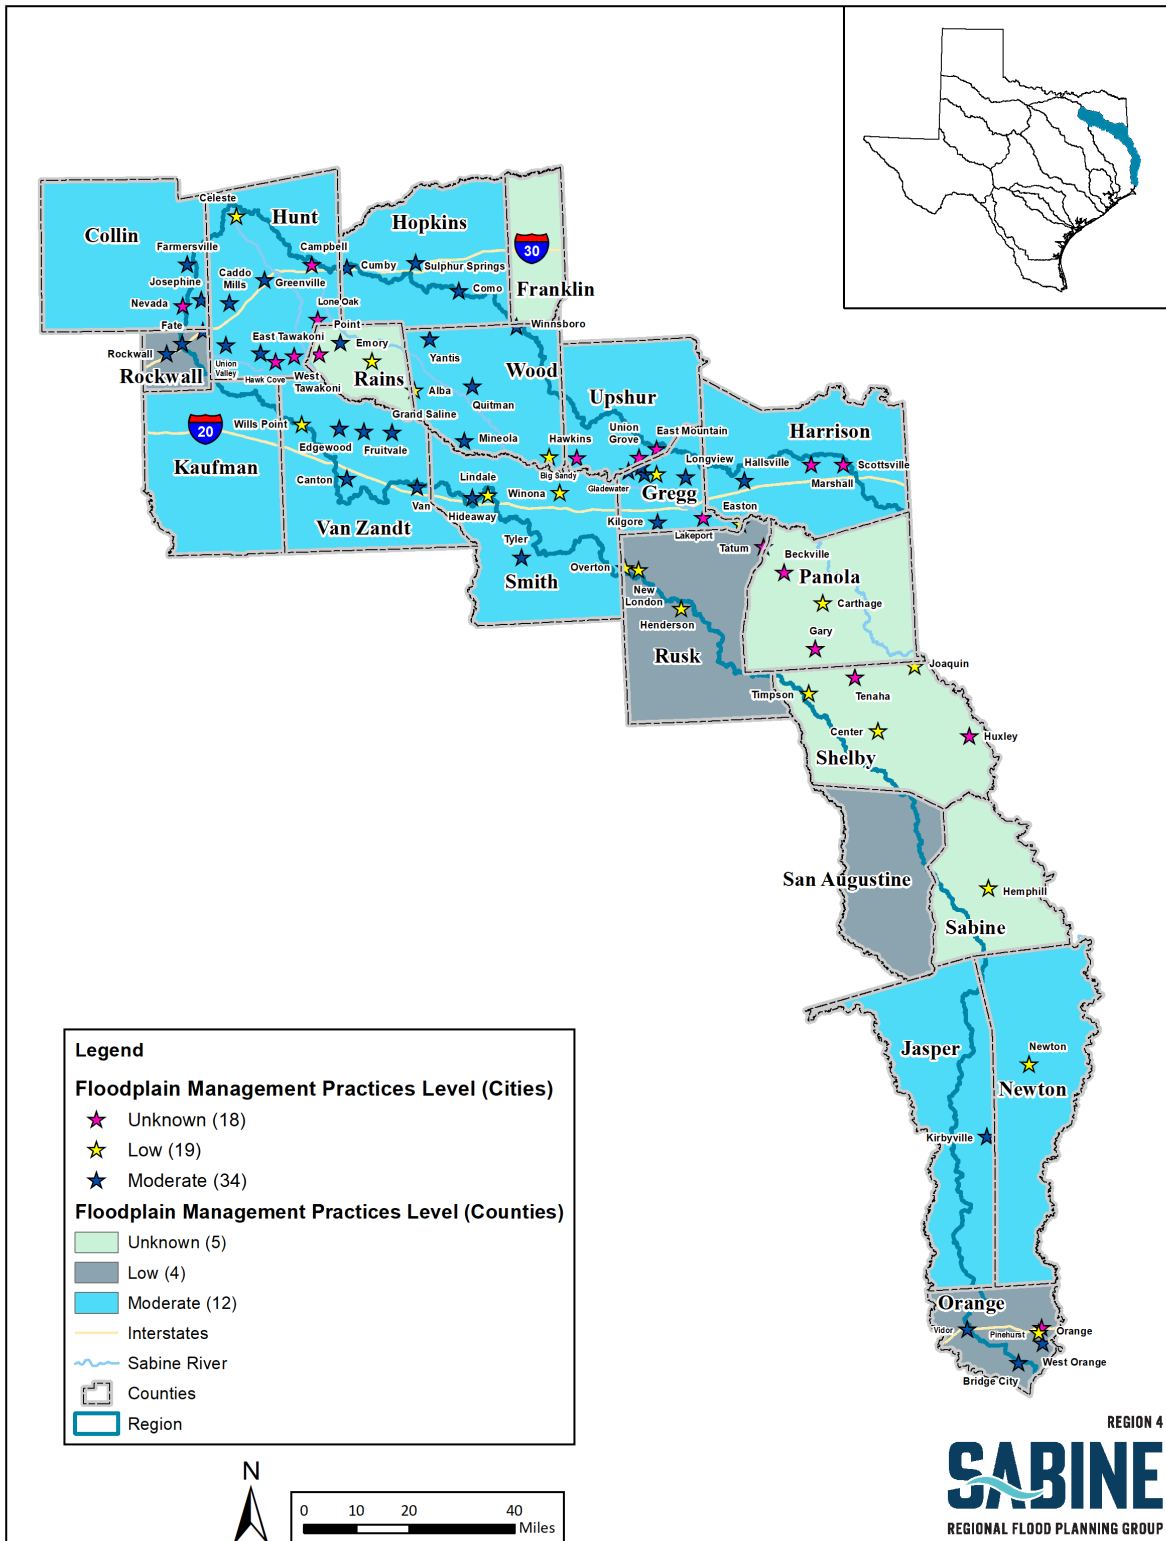 Celeste
Hunt
Hopkins
Collin
Farmersville
Campbell
30
Cumby
Sulphur Springs
Josephine
Caddo
Mills
Greenville
Como
Franklin
Nevada
Lone Oak
Fate
Point
Winnsboro
East Tawakoni
Emory
Rockwall
Union
Valley
Yantis
Rockwall
Hawk Cove
West
Tawakoni
Rains
Wood
Alba
Upshur
Quitman
Grand Saline
Wills Point
20
Union
Grove
East Mountain
Harrison
Edgewood
Fruitvale
Mineola
Hawkins
Kaufman
Longview
Hallsville
Scottsville
Canton
Lindale
Big Sandy
Marshall
Winona
Gladewater
Gregg
Van
Hideaway
Easton
Van Zandt
Kilgore
Lakeport
Tyler
Tatum
Beckville
Overton
Smith
Panola
New
London
Carthage
Henderson
Gary
Rusk
Joaquin
Timpson
Tenaha
Center
Huxley
Shelby
San Augustine
Hemphill
Sabine
Jasper
Newton
Newton
Kirbyville
Orange
Vidor
Pinehurst
Orange
West Orange
Bridge City
Legend
Floodplain Management Practices Level (Cities)
Unknown (18)
Low (19)
Moderate (34)
Floodplain Management Practices Level (Counties)
Unknown (5)
Low (4)
Moderate (12)
Interstates
Sabine River
Counties
Region
N
0 10 20 40
Miles
REGION 4
SABINE
REGIONAL FLOOD PLANNING GROUP